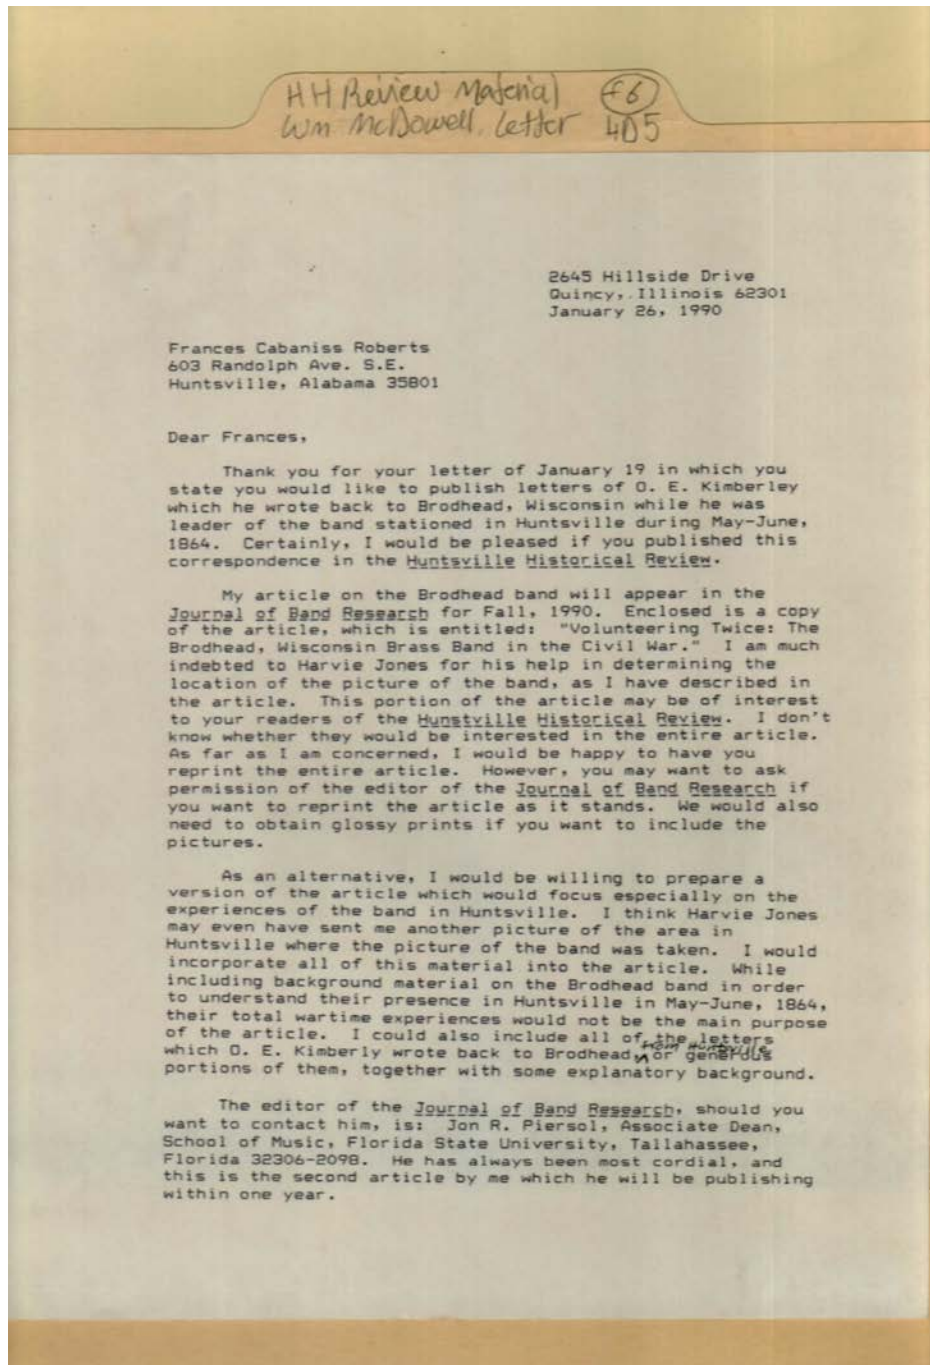 HH Review Material f6
Wm McDowell Letter 4D5
2645 Hillside Drive
Quincy, Illinois 62301
January 26, 1990
Frances Cabaniss Roberts
603 Randolph Ave. S.E.
Huntsville, Alabama 35801
Dear Frances,
Thank you for your letter of January 19 in which you
state you would like to publish letters of O. E. Kimberley
which he wrote back to Brodhead, Wisconsin while he was
leader of the band stationed in Huntsville during May-June,
1864. Certainly, I would be pleased if you published this
correspondence in the Huntsville Historical Review.
My article on the Brodhead band will appear in the
Journal of Band Research for Fall, 1990. Enclosed is a copy
of the article, which is entitled: "Volunteering Twice: The
Brodhead, Wisconsin Brass Band in the Civil War." I am much
indebted to Harvie Jones for his help in determining the
location of the picture of the band, as I have described in
the article. This portion of the article may be of interest
to your readers of the Hunstville Historical Review. I don't
know whether they would be interested in the entire article.
As far as I am concerned, I would be happy to have you
reprint the entire article. However, you may want to ask
permission of the editor of the Journal of Band Research if
you want to reprint the article as it stands. We would also
need to obtain glossy prints if you want to include the
pictures.
As an alternative, I would be willing to prepare a
version of the article which would focus especially on the
experiences of the band in Huntsville. I think Harvie Jones
may even have sent me another picture of the area in
Huntsville where the picture of the band was taken. I would
incorporate all of this material into the article. While
including background material on the Brodhead band in order
to understand their presence in Huntsville in May-June, 1864,
their total wartime experiences would not be the main purpose
of the article. I could also include all of the letters
from Huntsville
which O. E. Kimberly wrote back to Brodhead, or generous
portions of them, together with some explanatory background.
The editor of the Journal of Band Research, should you
want to contact him, is: Jon R. Piersol, Associate Dean,
School of Music, Florida State University, Tallahassee,
Florida 32306-2098. He has always been most cordial, and
this is the second article by me which he will be publishing
within one year.